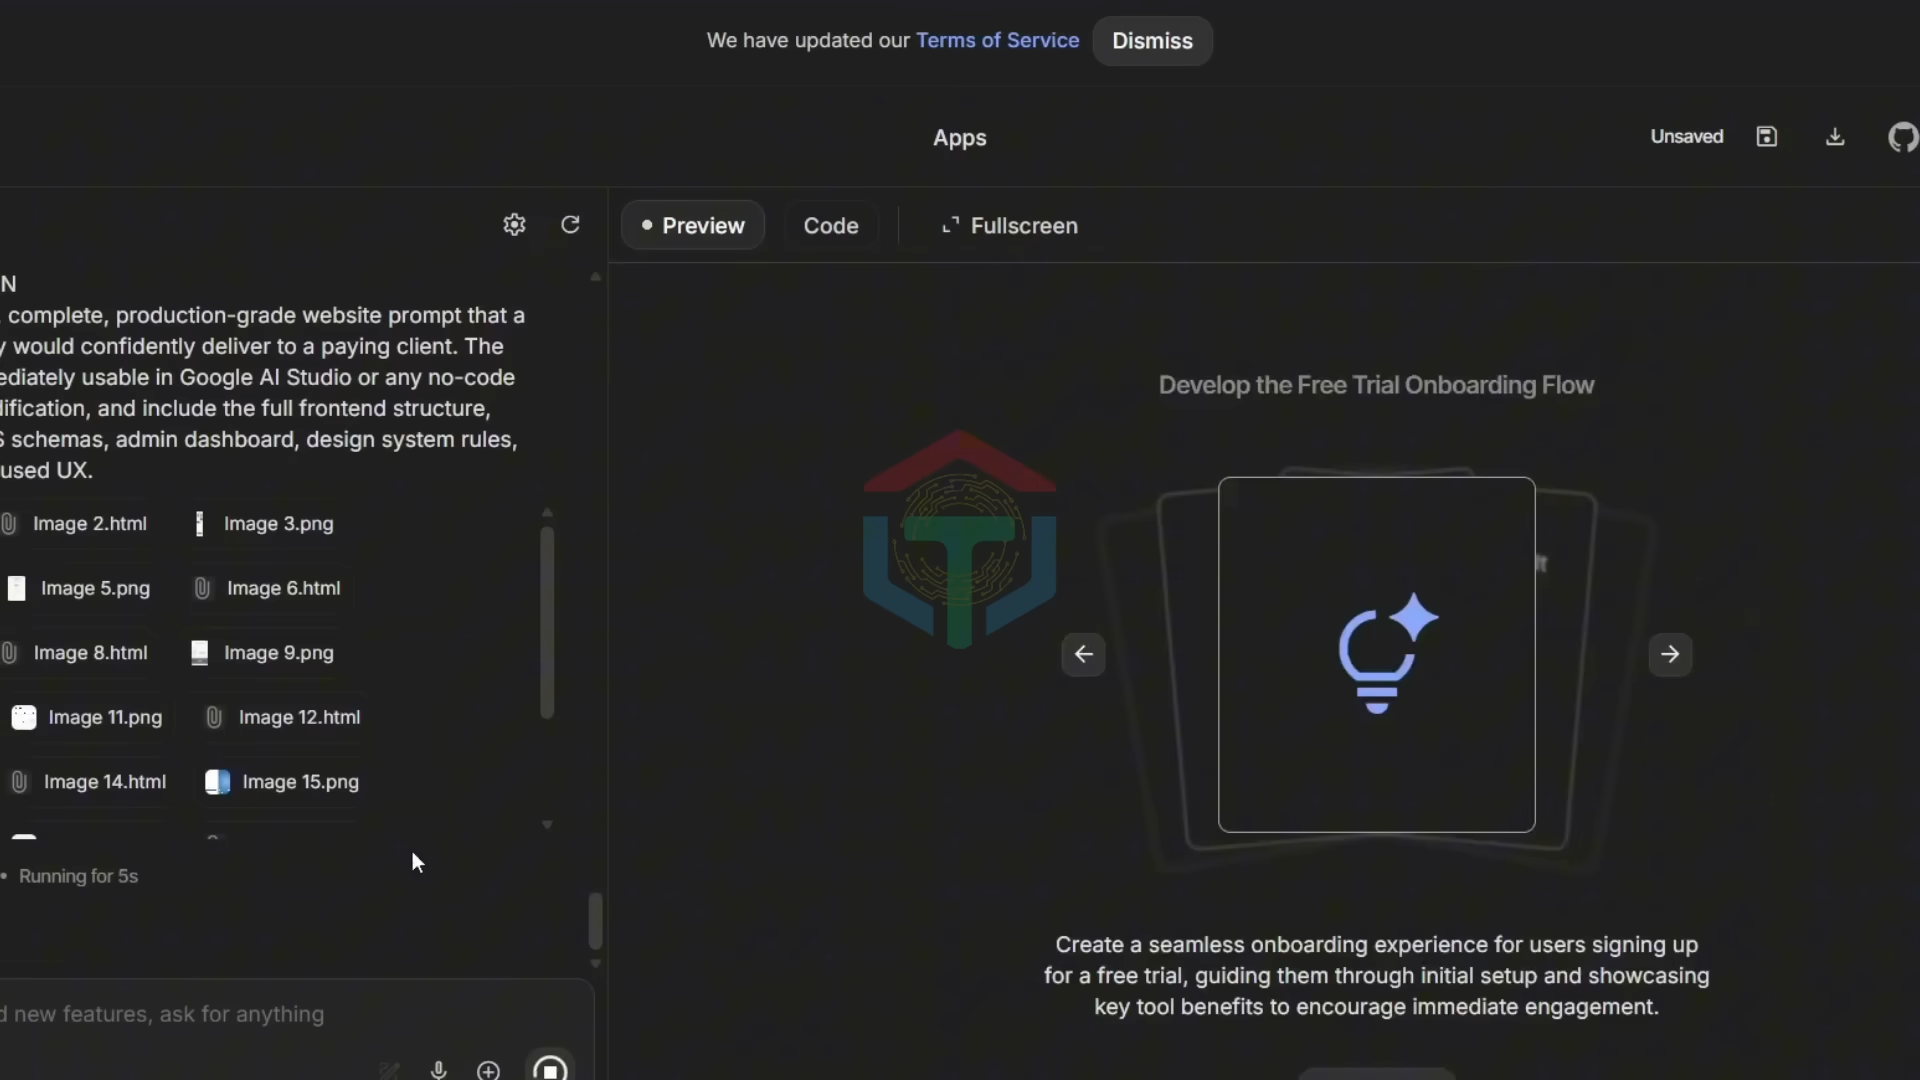 We have updated our Terms of Service Dismiss
Apps
Unsaved
Preview Code Fullscreen
N
complete, production-grade website prompt that a
y would confidently deliver to a paying client. The
ediately usable in Google AI Studio or any no-code
lification, and include the full frontend structure,
S schemas, admin dashboard, design system rules,
used UX.
Image 2.html Image 3.png
Image 5.png Image 6.html
Image 8.html Image 9.png
Image 11.png Image 12.html
Image 14.html Image 15.png
• Running for 5s
d new features, ask for anything
Develop the Free Trial Onboarding Flow
Create a seamless onboarding experience for users signing up
for a free trial, guiding them through initial setup and showcasing
key tool benefits to encourage immediate engagement.